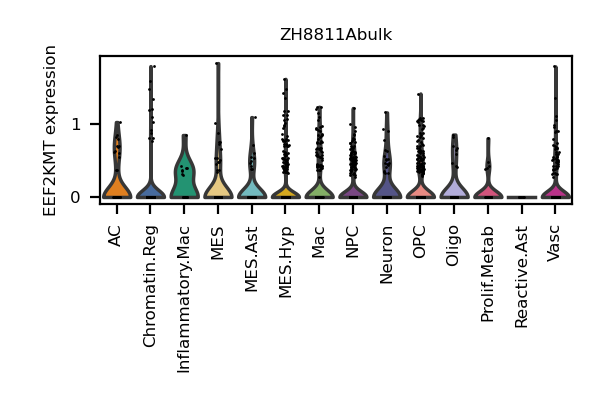 ZH8811Abulk
EEF2KMT expression
1
0
AC
Chromatin.Reg
Inflammatory.Mac
MES
MES.Ast
MES.Hyp
Mac
NPC
Neuron
OPC
Oligo
Prolif.Metab
Reactive.Ast
Vasc